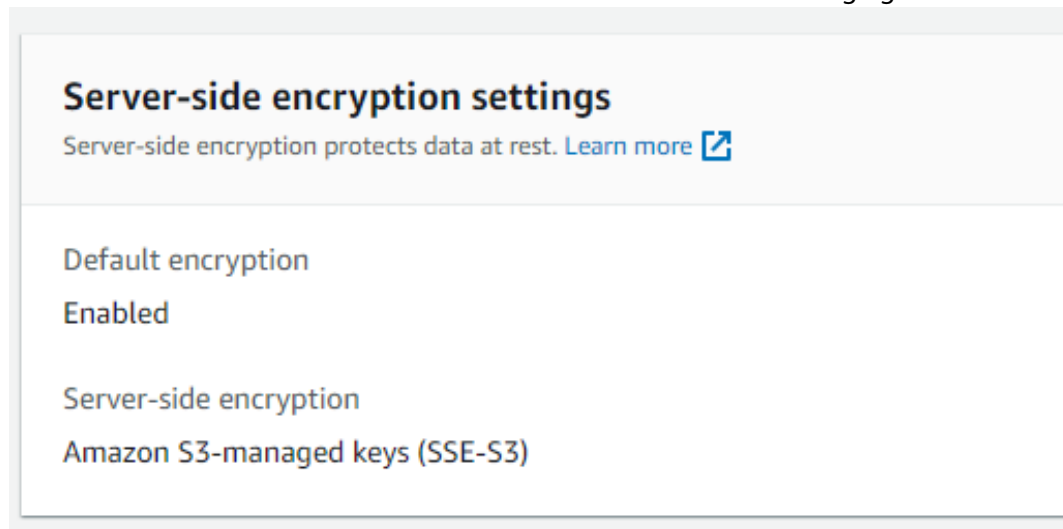 Server-side encryption settings
Server-side encryption protects data at rest. Learn more
Default encryption
Enabled
Server-side encryption
Amazon S3-managed keys (SSE-S3)